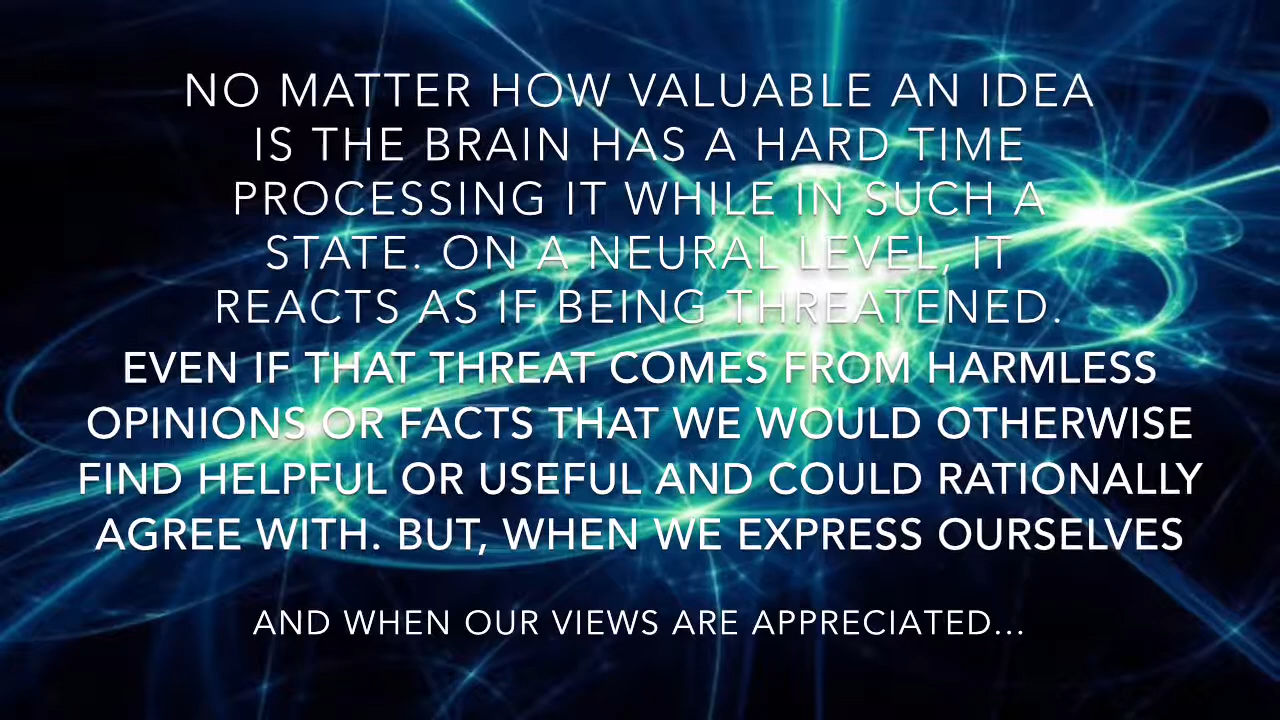 NO MATTER HOW VALUABLE AN IDEA
IS THE BRAIN HAS A HARD TIME
PROCESSING IT WHILE IN SUCH A
STATE. ON A NEURAL LEVEL, IT
REACTS AS IF BEING THREATENED.
EVEN IF THAT THREAT COMES FROM HARMLESS
OPINIONS OR FACTS THAT WE WOULD OTHERWISE
FIND HELPFUL OR USEFUL AND COULD RATIONALLY
AGREE WITH. BUT, WHEN WE EXPRESS OURSELVES
AND WHEN OUR VIEWS ARE APPRECIATED...